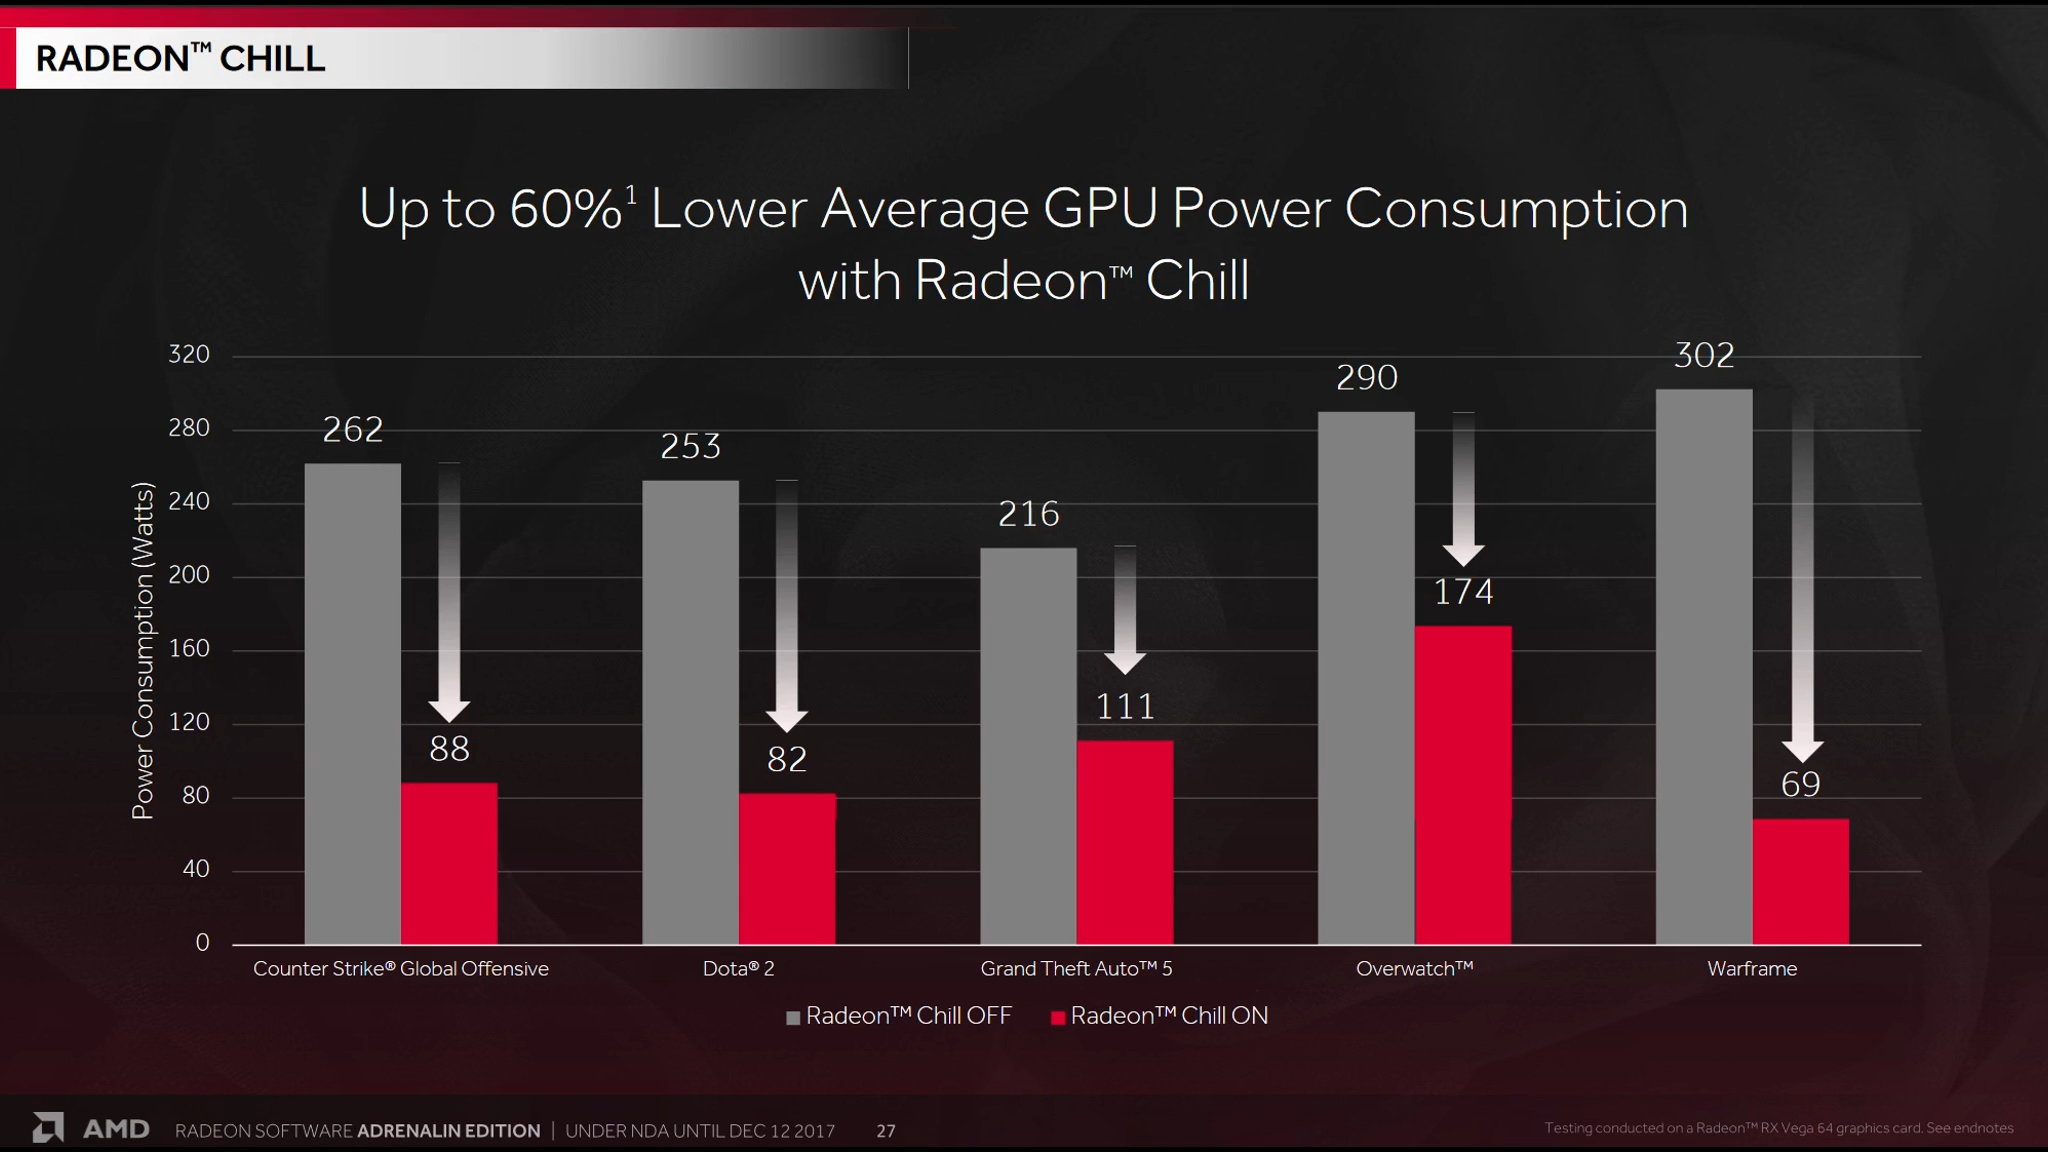 RADEON™ CHILL
Up to 60%¹ Lower Average GPU Power Consumption
with Radeon™ Chill
Power Consumption (Watts)
320
280
240
200
160
120
80
40
0
262
88
253
82
216
111
290
174
302
69
Counter Strike® Global Offensive
Dota® 2
Grand Theft Auto™ 5
Overwatch™
Warframe
Radeon™ Chill OFF
Radeon™ Chill ON
AMD
RADEON SOFTWARE ADRENALIN EDITION | UNDER NDA UNTIL DEC 12 2017
27
Testing conducted on a Radeon™ RX Vega 64 graphics card. See endnotes